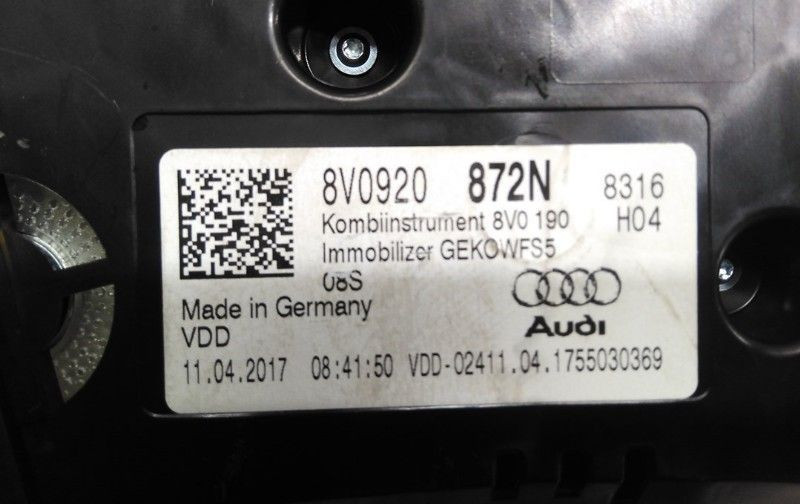 8V0920 872N 8316
Kombiinstrument 8V0 190 H04
Immobilizer GEKOWFS5
08S
Made in Germany
VDD
Audi
11.04.2017 08:41:50 VDD-02411.04.1755030369